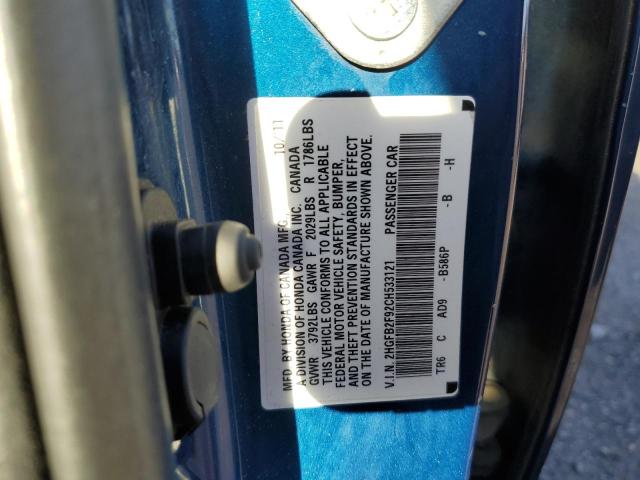 MFD. BY HONDA OF CANADA MFG., 10/11
A DIVISION OF HONDA CANADA INC. CANADA
GVWR 3792LBS GAWR F 2029LBS R 1786LBS
THIS VEHICLE CONFORMS TO ALL APPLICABLE
FEDERAL MOTOR VEHICLE SAFETY, BUMPER,
AND THEFT PREVENTION STANDARDS IN EFFECT
ON THE DATE OF MANUFACTURE SHOWN ABOVE.
V.I.N. 2HGFB2F92CH533121 PASSENGER CAR
TR6 C AD9 -B586P -B -H